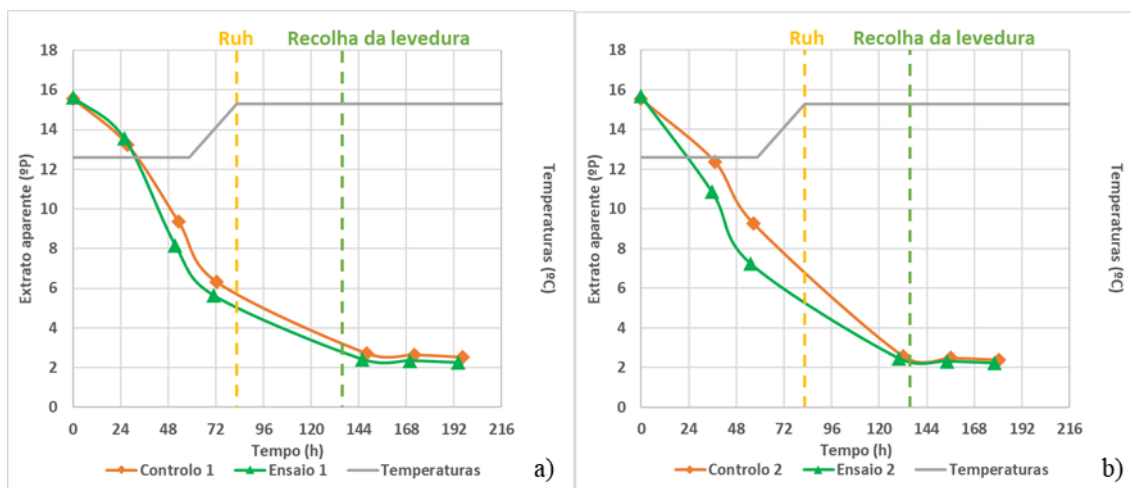 Ruh Recolha da levedura
18
16
14
12
10
8
6
4
2
0
Extrato aparente (ºP)
Temperaturas (ºC)
0 24 48 72 96 120 144 168 192 216
Tempo (h)
Controlo 1 Ensaio 1 Temperaturas
a)
Ruh Recolha da levedura
18
16
14
12
10
8
6
4
2
0
Extrato aparente (ºP)
Temperaturas (ºC)
0 24 48 72 96 120 144 168 192 216
Tempo (h)
Controlo 2 Ensaio 2 Temperaturas
b)